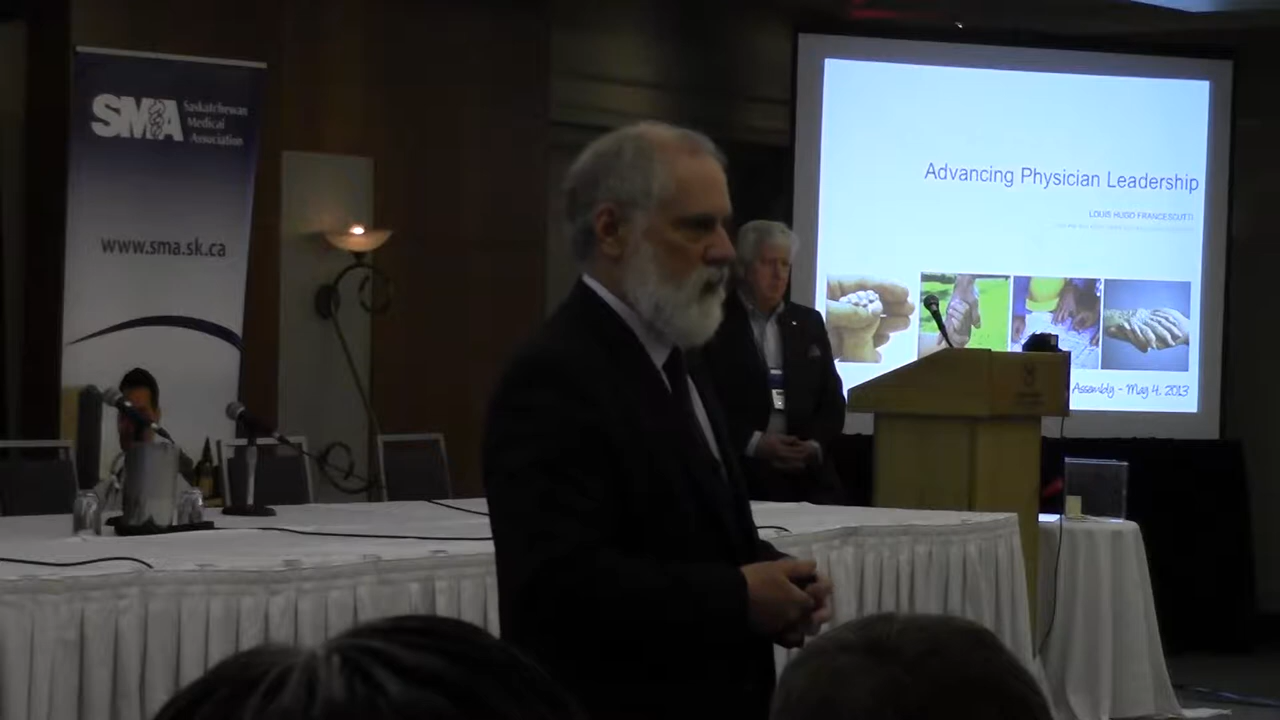 SMA
Saskatchewan
Medical
Association
www.sma.sk.ca
Advancing Physician Leadership
LOUIS HUGO FRANCESCUTTI
Assembly - May 4, 2013